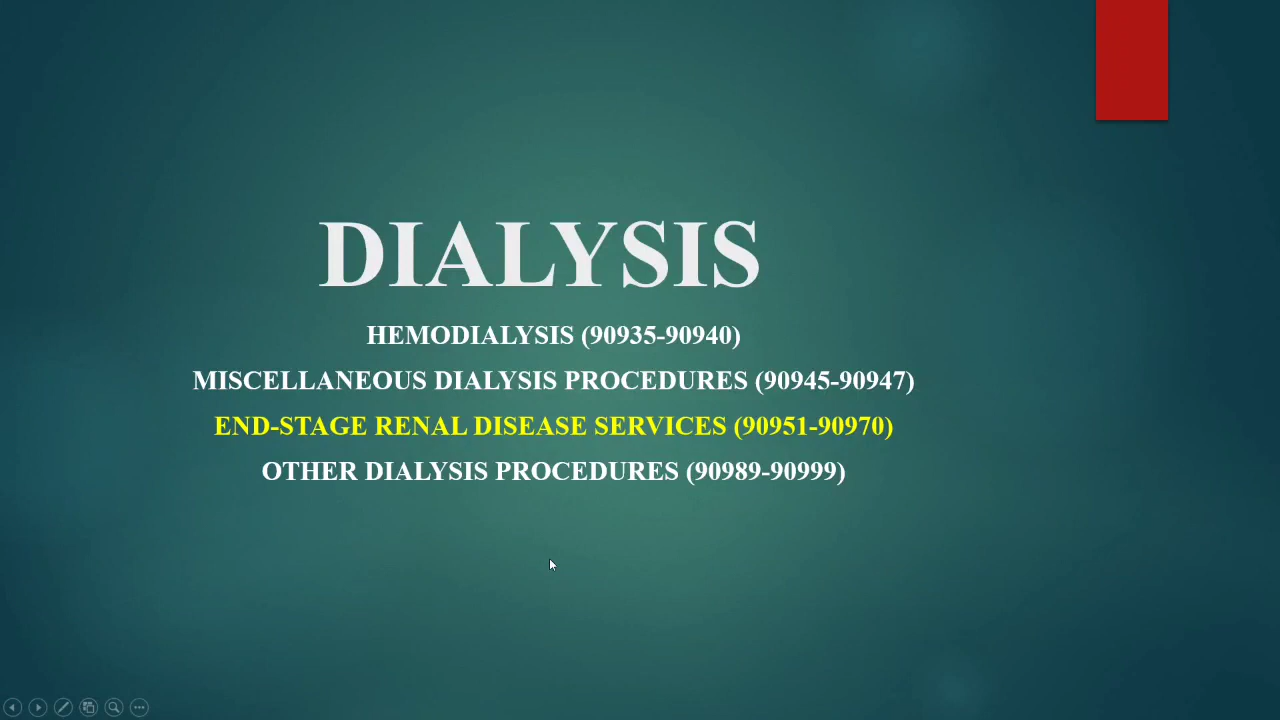 DIALYSIS
HEMODIALYSIS (90935-90940)
MISCELLANEOUS DIALYSIS PROCEDURES (90945-90947)
END-STAGE RENAL DISEASE SERVICES (90951-90970)
OTHER DIALYSIS PROCEDURES (90989-90999)